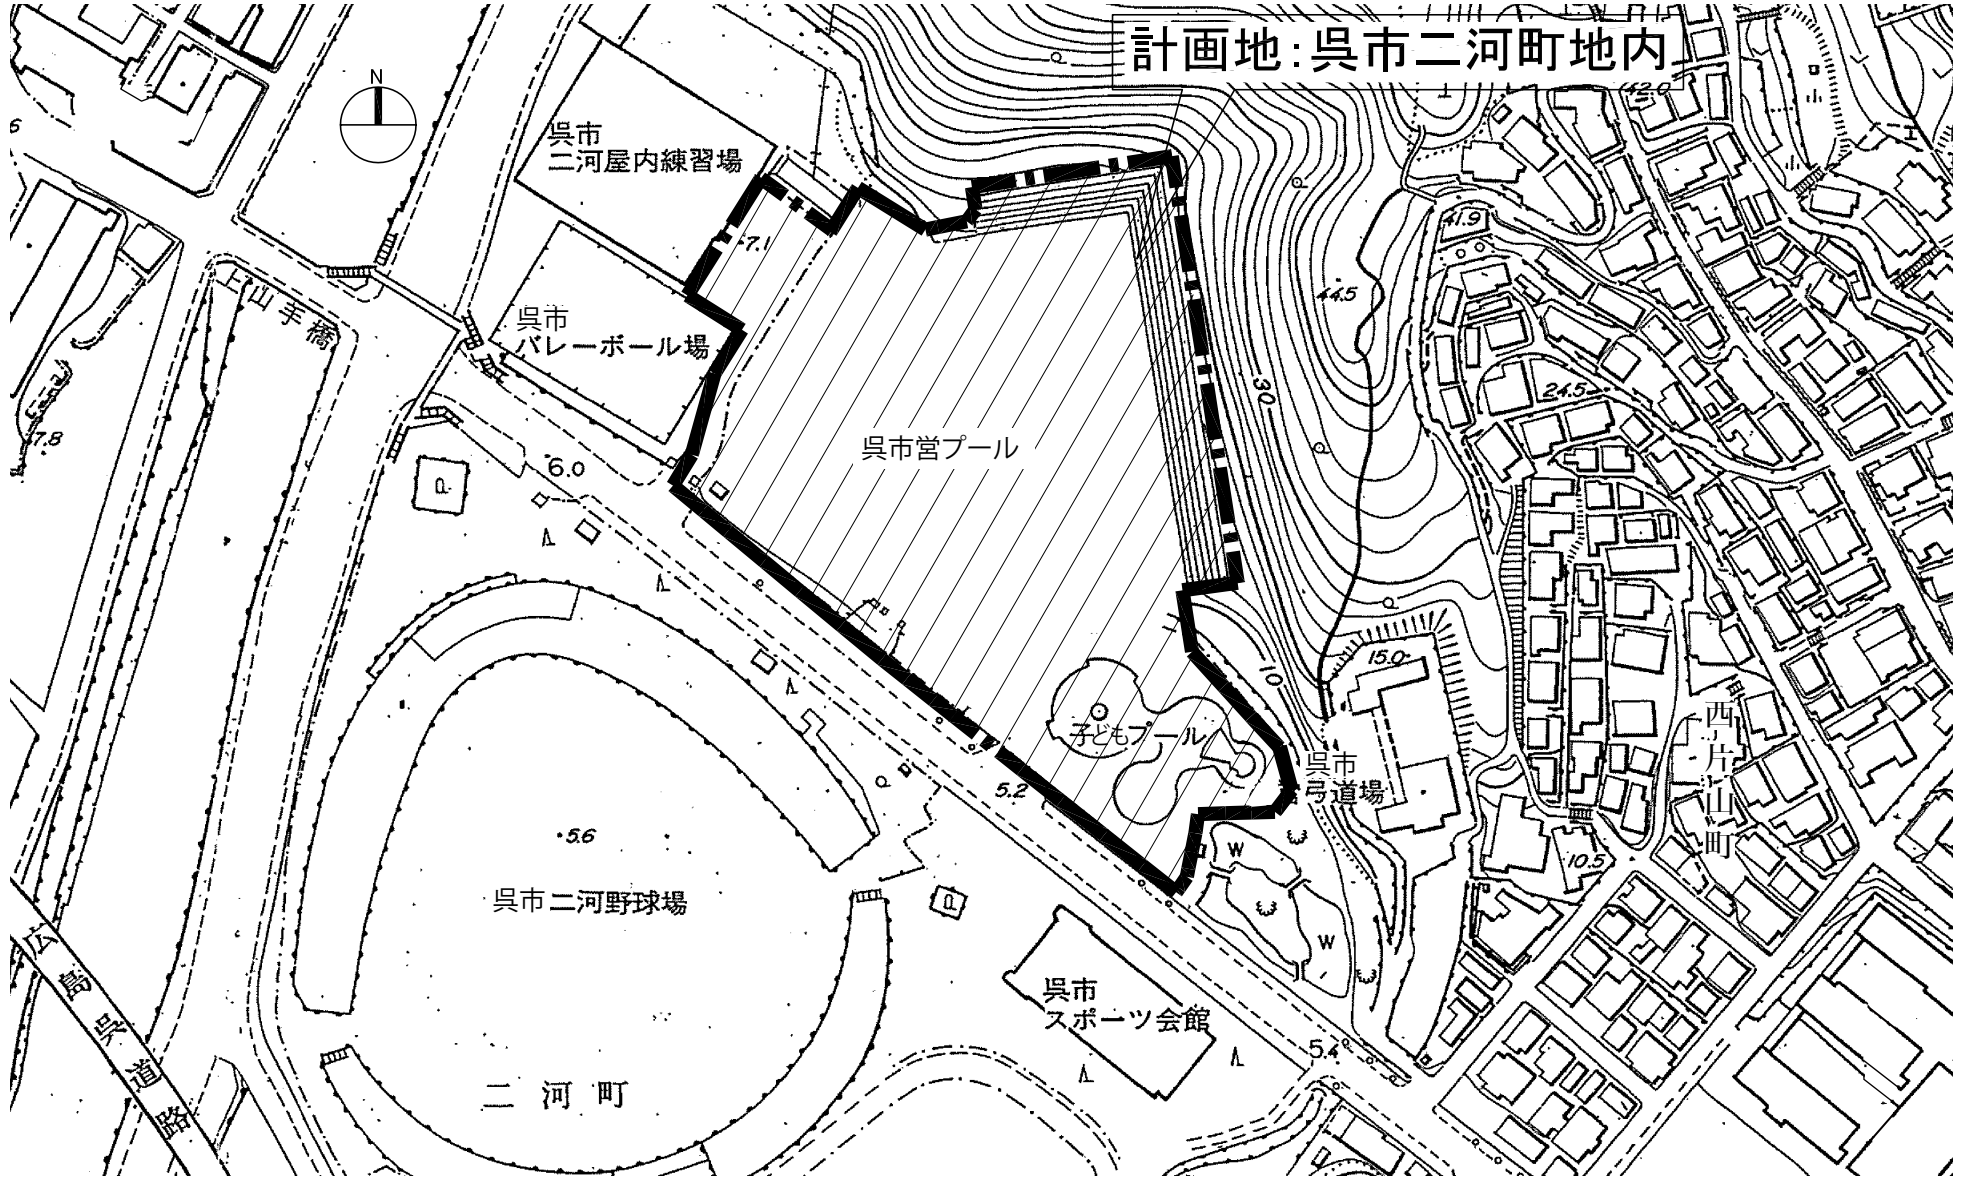 計画地:呉市二河町地内
N
呉市
二河屋内練習場
42.0
7.1
41.9
44.5
上山手橋
呉市
バレーボール場
30
24.5
7.8
呉市営プール
6.0
15.0
10
子どもプール
西片山町
呉市
弓道場
5.2
5.6
W
10.5
呉市 二河野球場
W
広島呉道路
呉市
スポーツ会館
5.4
二河町